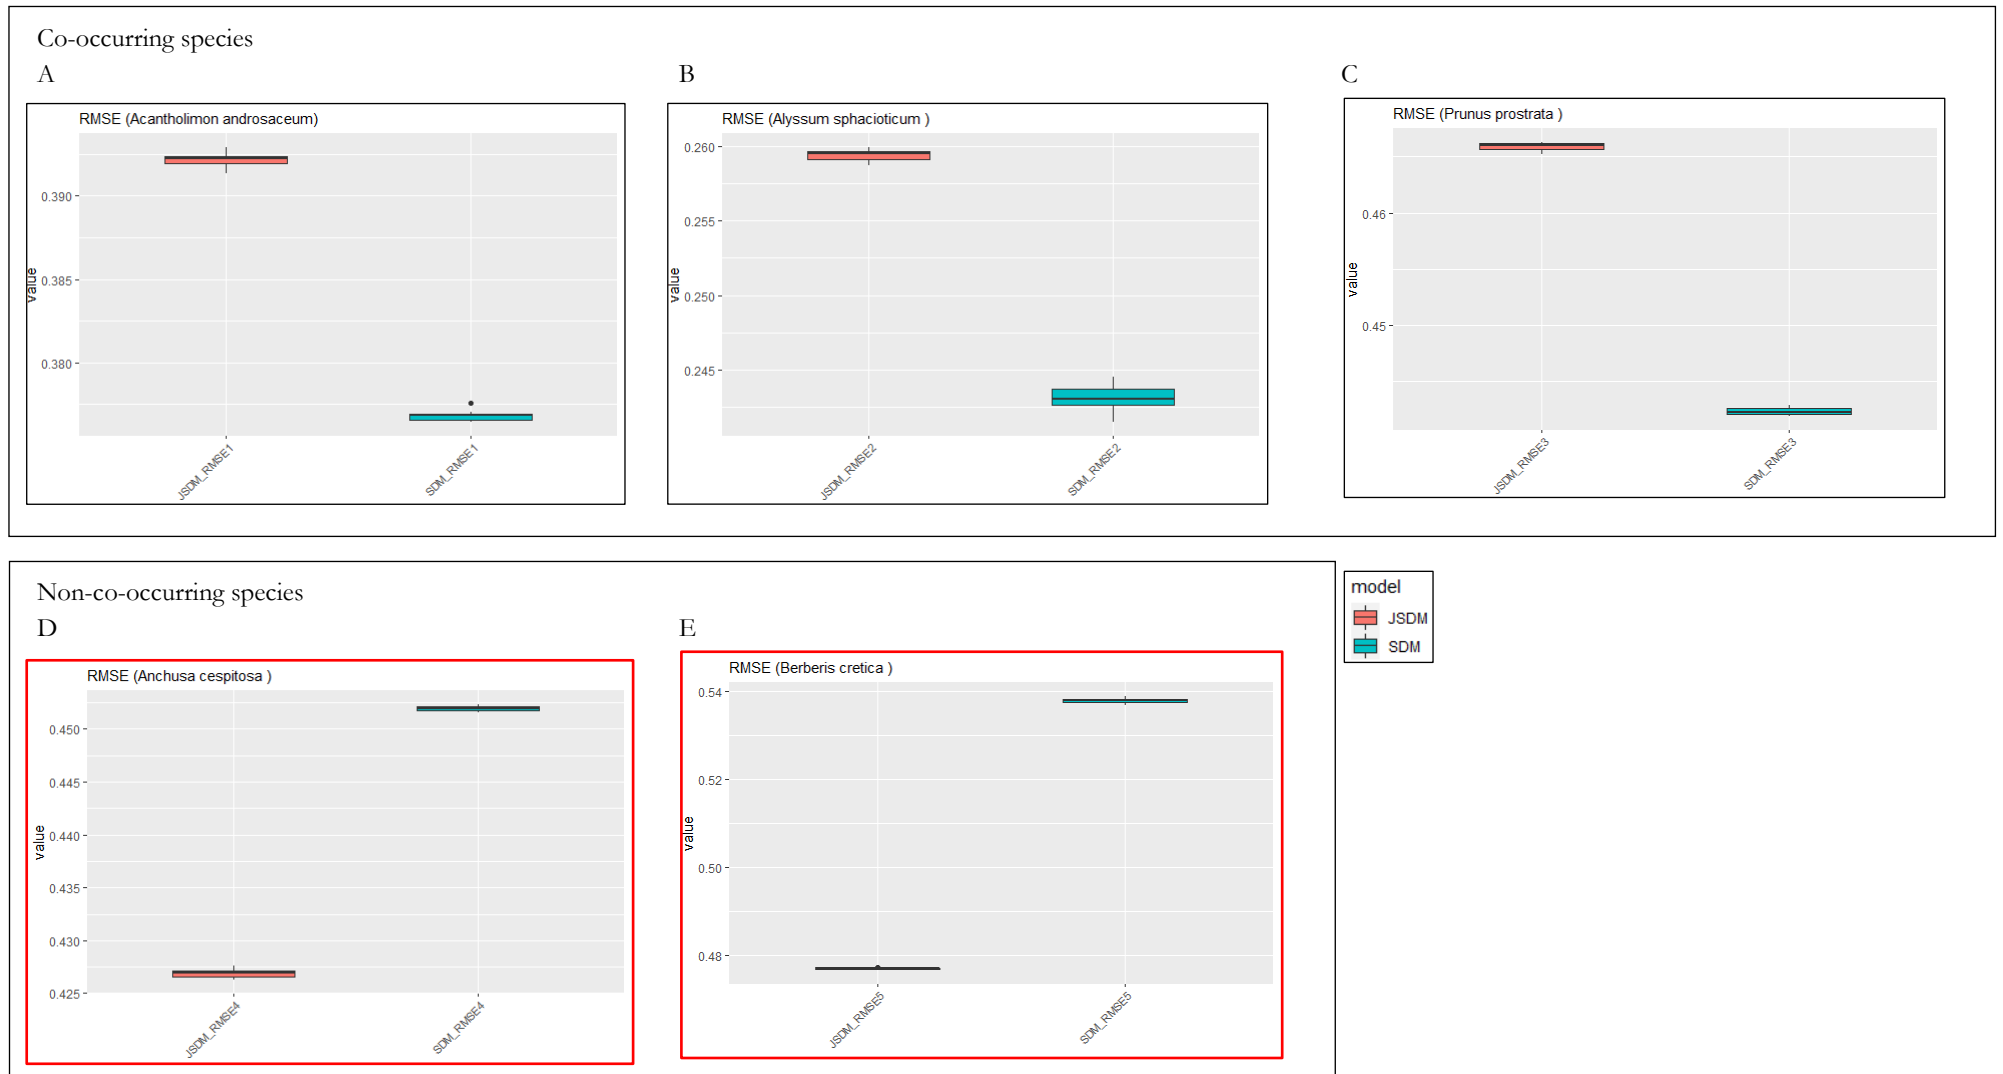 Co-occurring species
A
B
C
RMSE (Acantholimon androsaceum)
0.390
0.385
0.380
value
JSDM_RMSE1
SDM_RMSE1
RMSE (Alyssum sphacioticum )
0.260
0.255
0.250
0.245
value
JSDM_RMSE2
SDM_RMSE2
RMSE (Prunus prostrata )
0.46
0.45
value
JSDM_RMSE3
SDM_RMSE3
Non-co-occurring species
D
E
RMSE (Anchusa cespitosa )
0.450
0.445
0.440
0.435
0.430
0.425
value
JSDM_RMSE4
SDM_RMSE4
RMSE (Berberis cretica )
0.54
0.52
0.50
0.48
value
JSDM_RMSE5
SDM_RMSE5
model
JSDM
SDM